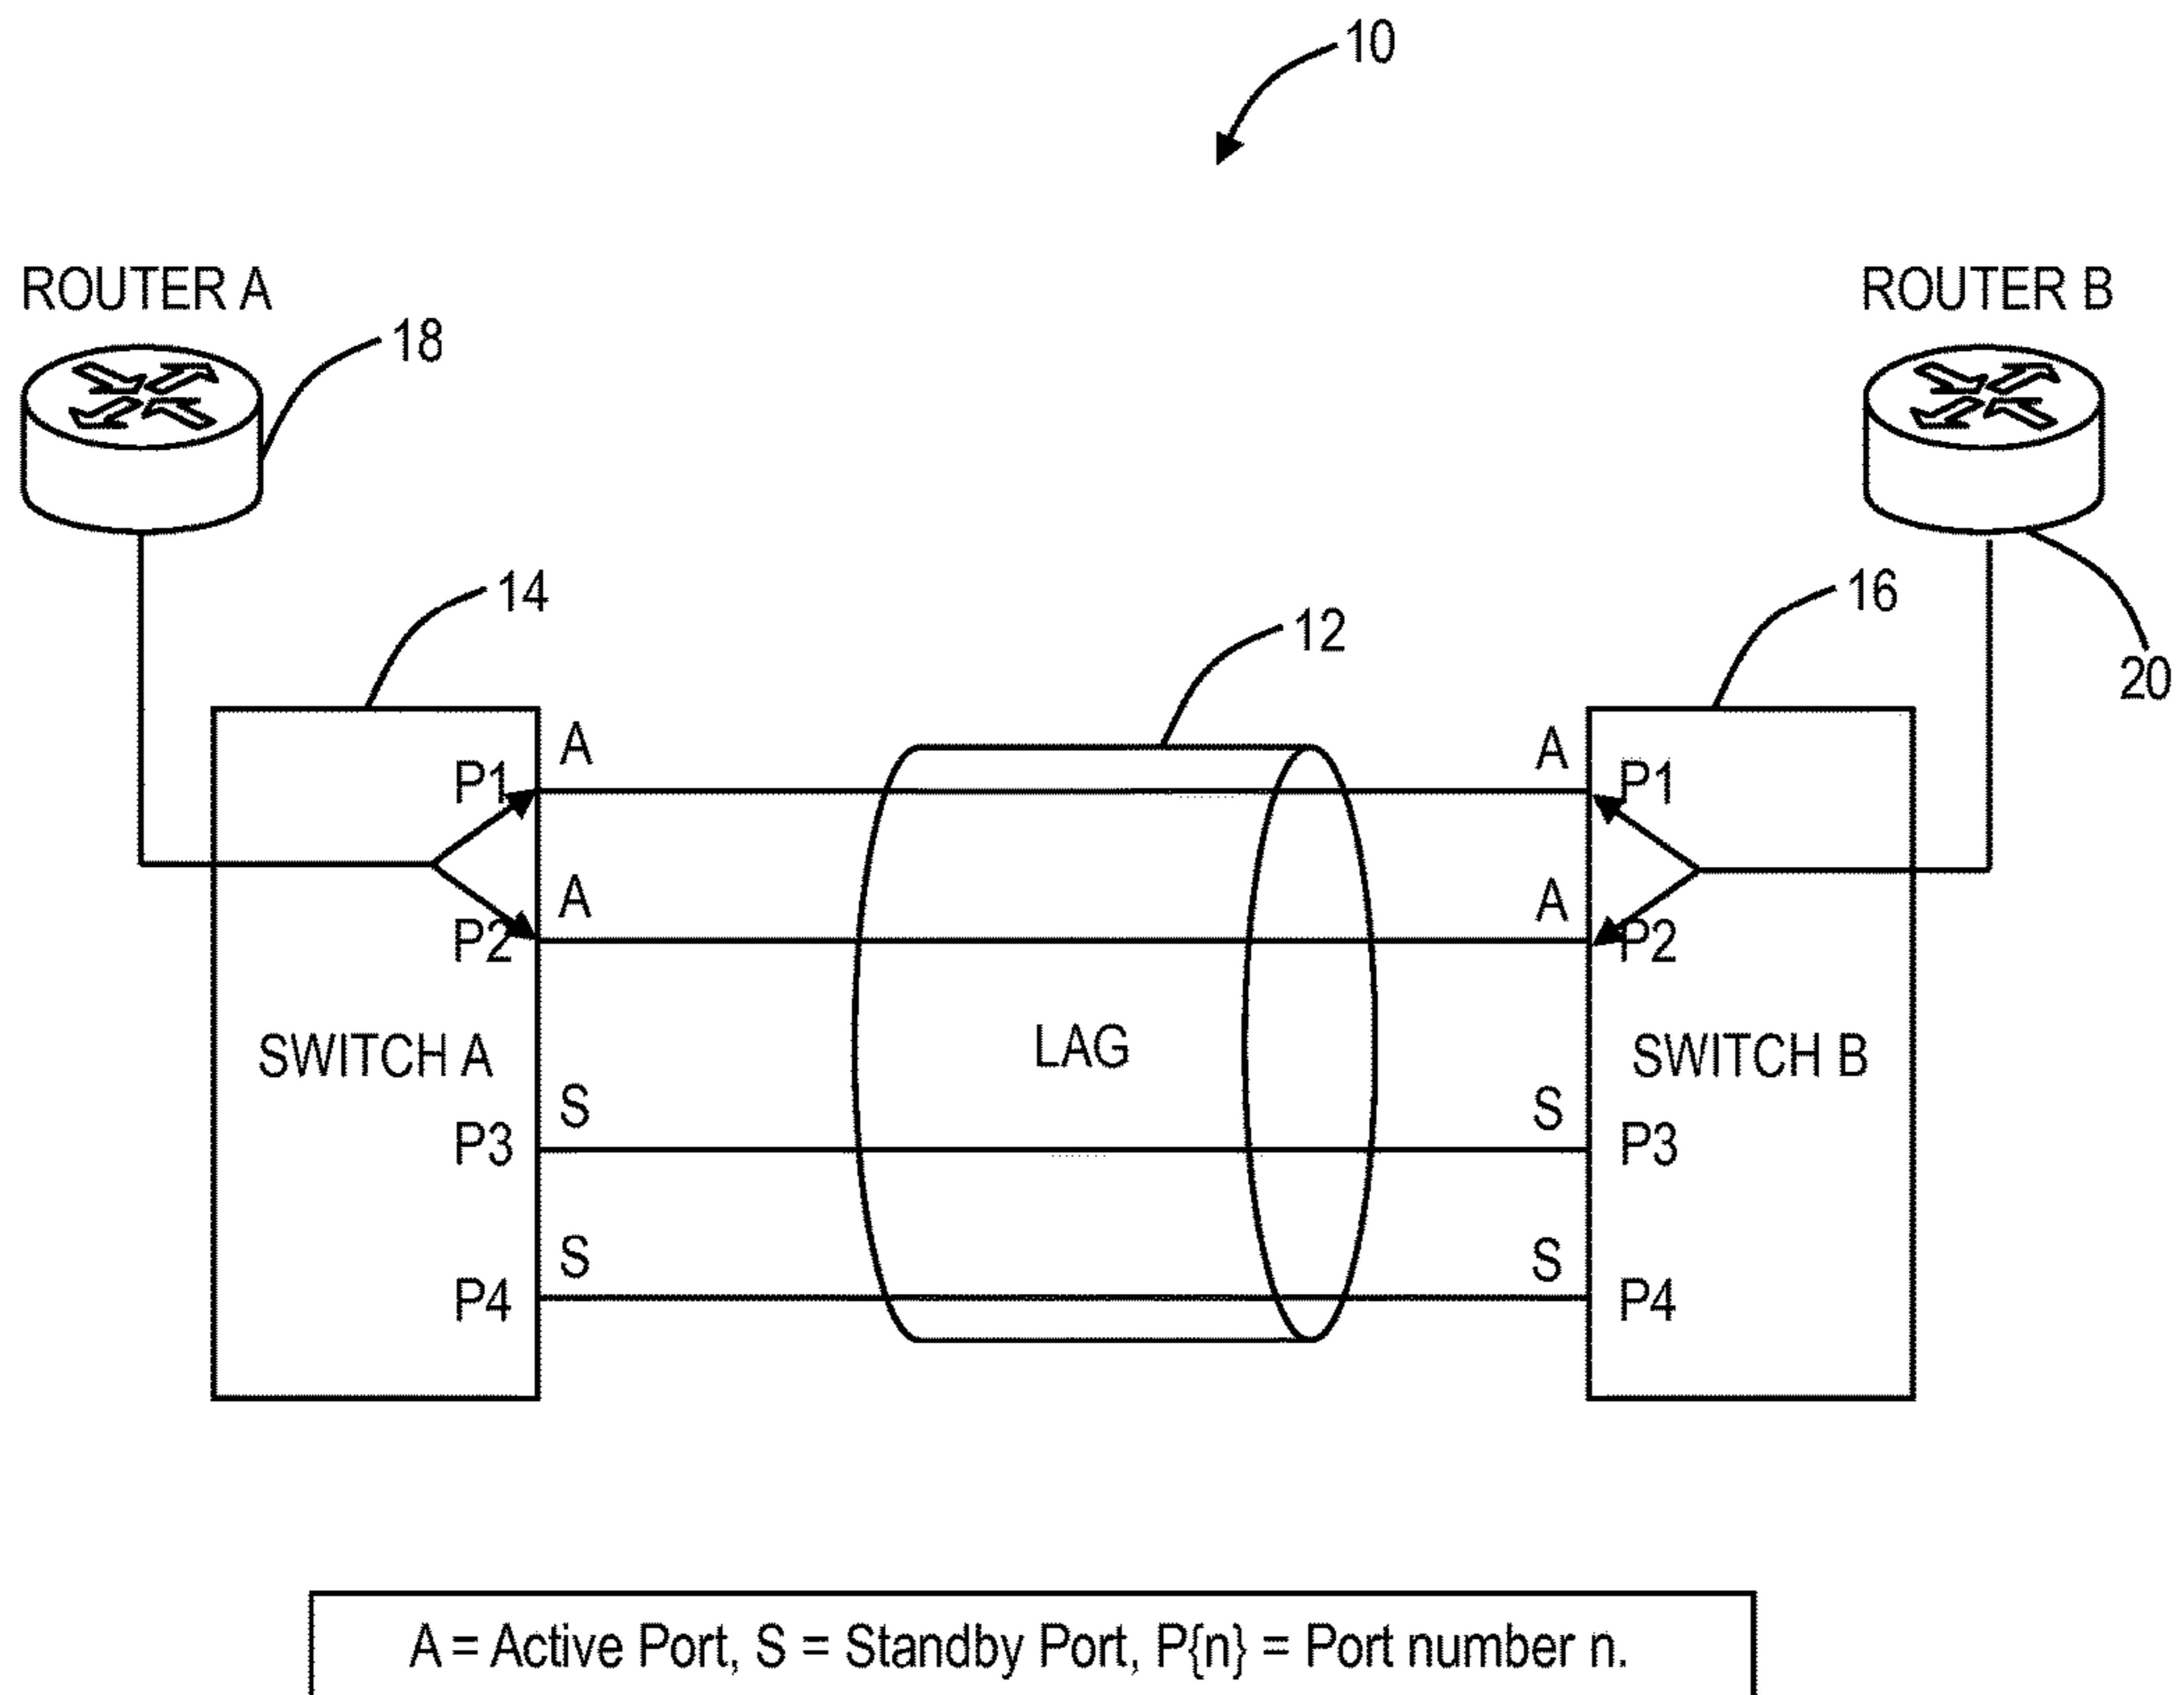 10
ROUTER A
ROUTER B
18
14
12
16
20
A
A
P1
P1
A
A
P2
P2
SWITCH A
LAG
SWITCH B
S
S
P3
P3
S
S
P4
P4
A = Active Port, S = Standby Port, P{n} = Port number n.